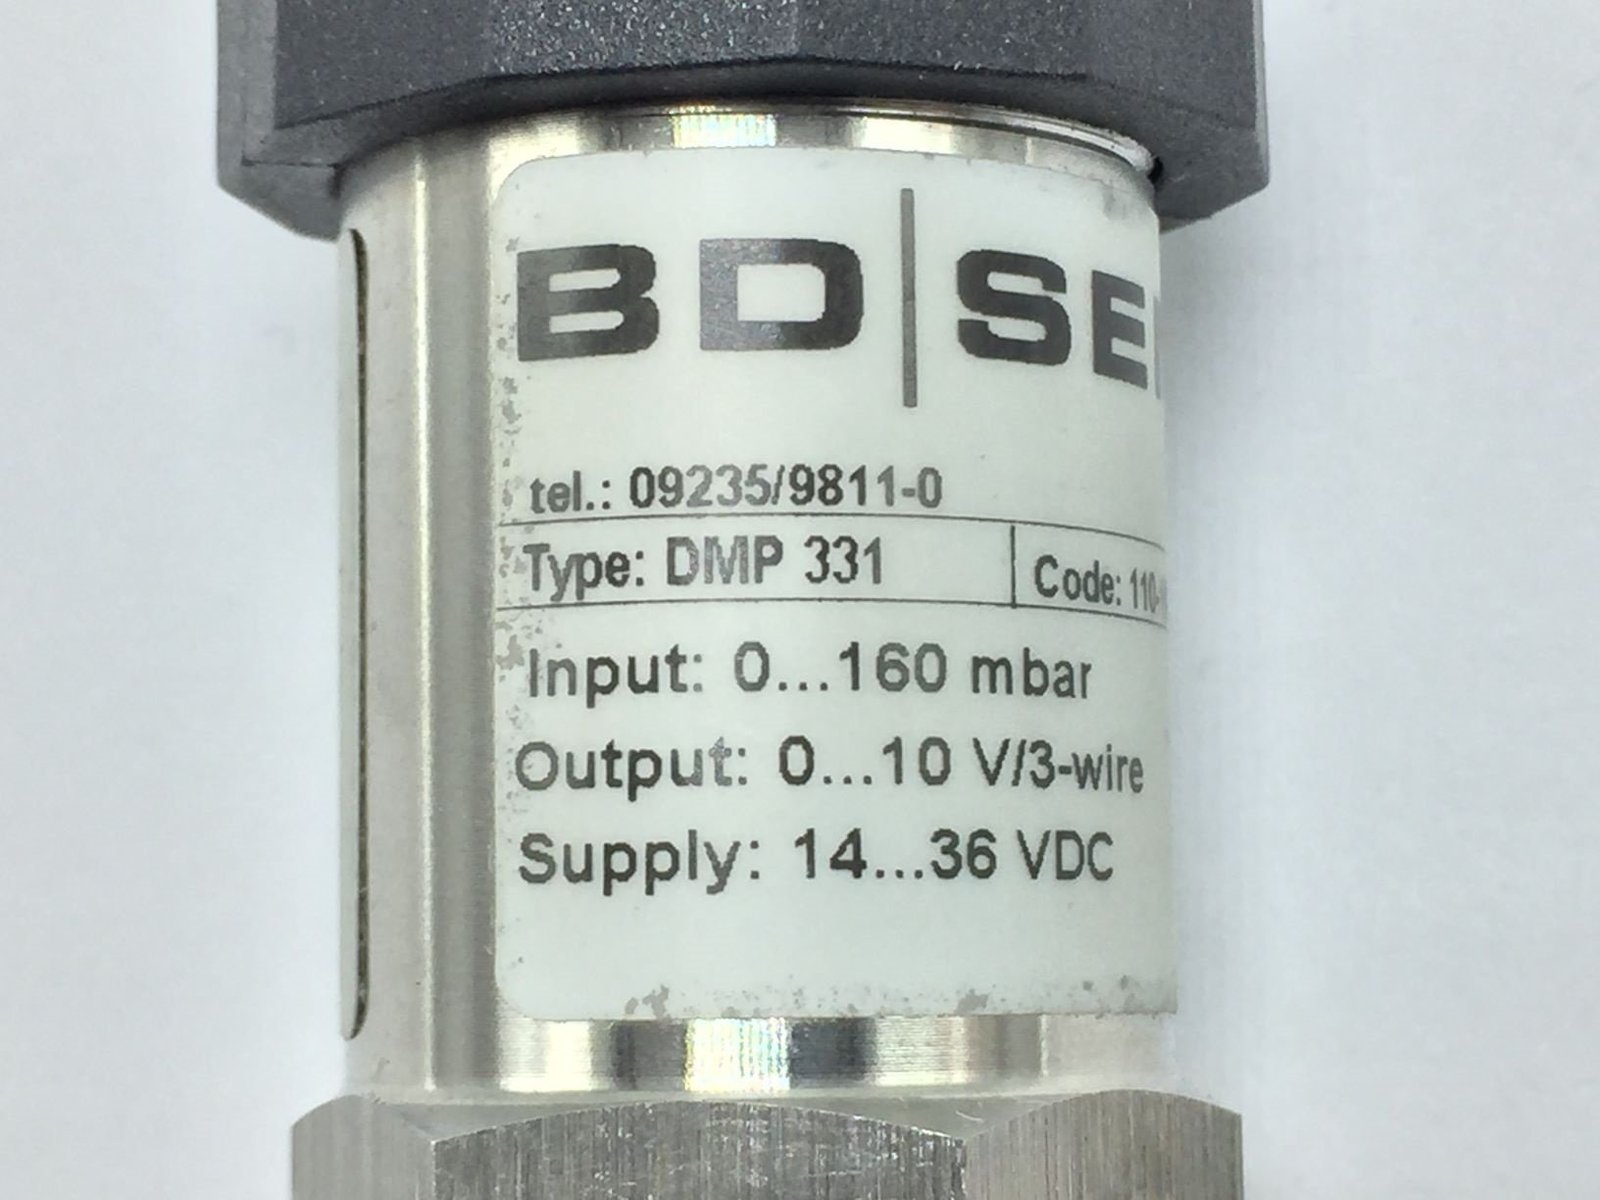 BD|SE
tel.: 09235/9811-0
Type: DMP 331 Code: 110-
Input: 0...160 mbar
Output: 0...10 V/3-wire
Supply: 14...36 VDC